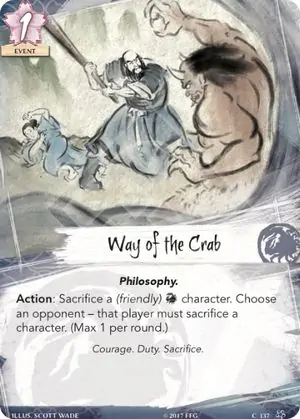 1
EVENT
Way of the Crab
Philosophy.
Action: Sacrifice a (friendly) character. Choose
an opponent – that player must sacrifice a
character. (Max 1 per round.)
Courage. Duty. Sacrifice.
ILLUS. SCOTT WADE © 2017 FFG C 137